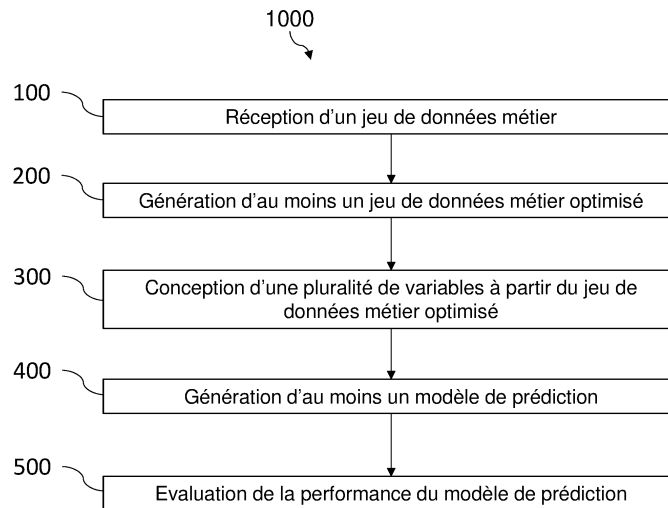 1000
100
Réception d'un jeu de données métier
200
Génération d'au moins un jeu de données métier optimisé
300
Conception d'une pluralité de variables à partir du jeu de
données métier optimisé
400
Génération d'au moins un modèle de prédiction
500
Evaluation de la performance du modèle de prédiction